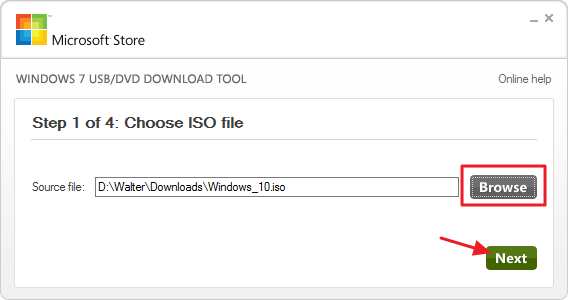 Microsoft Store
WINDOWS 7 USB/DVD DOWNLOAD TOOL
Online help
Step 1 of 4: Choose ISO file
Source file: D:\Walter\Downloads\Windows_10.iso Browse
Next